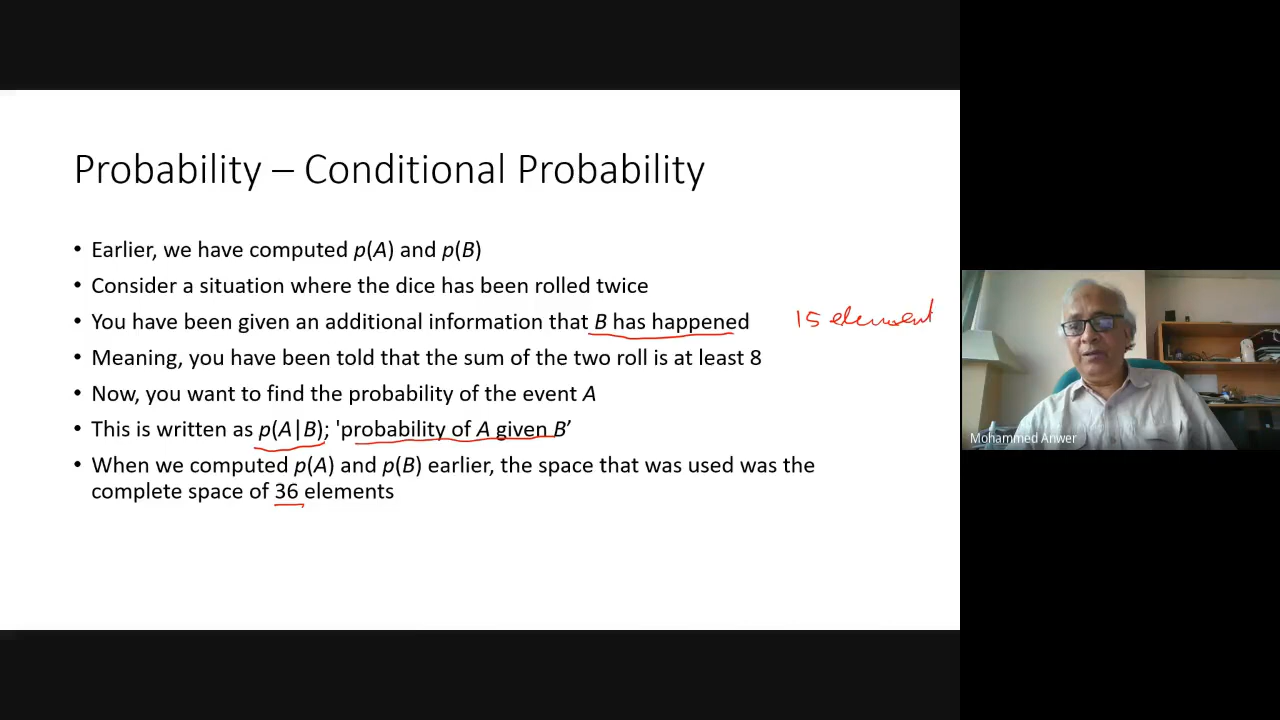 Probability – Conditional Probability
• Earlier, we have computed p(A) and p(B)
• Consider a situation where the dice has been rolled twice
• You have been given an additional information that B has happened
15 element
• Meaning, you have been told that the sum of the two roll is at least 8
• Now, you want to find the probability of the event A
• This is written as p(A|B); 'probability of A given B’
• When we computed p(A) and p(B) earlier, the space that was used was the
complete space of 36 elements
Mohammed Anwer